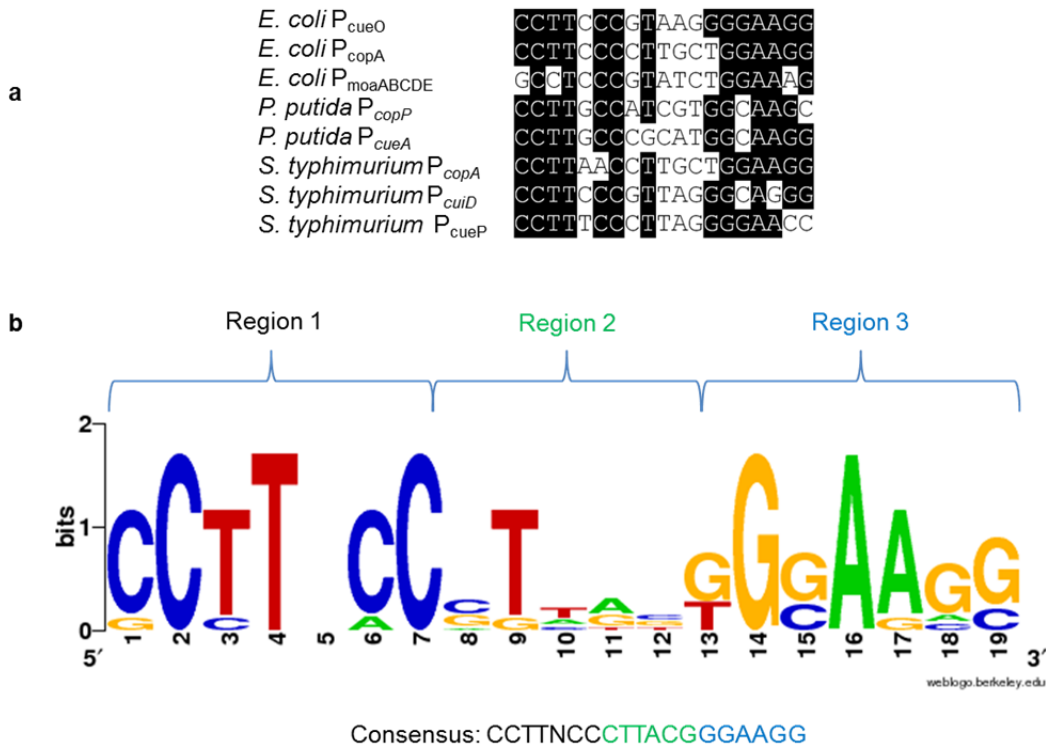 a
E. coli PcueO CCTTCCCGTAAGGGGAAGG
E. coli PcopA CCTTCCCCTTGCTGGAAGG
E. coli PmoaABCDE GCCTCCCGTATCTGGAAAG
P. putida PcopP CCTTGCCATCGTGGCAAGC
P. putida PcueA CCTTGCCCGCATGGCAAGG
S. typhimurium PcopA CCTTAACCTTGCTGGAAGG
S. typhimurium PcuiD CCTTCCCGTTAGGGCAGGG
S. typhimurium PcueP CCTTTCCCTTAGGGGAACC
b
Region 1 Region 2 Region 3
2
bits
1
0
CCTT CCCTTACGGGAAGG
5′ 1 2 3 4 5 6 7 8 9 10 11 12 13 14 15 16 17 18 19 3′
weblogo.berkeley.edu
Consensus: CCTTNCCCTTACGGGAAGG